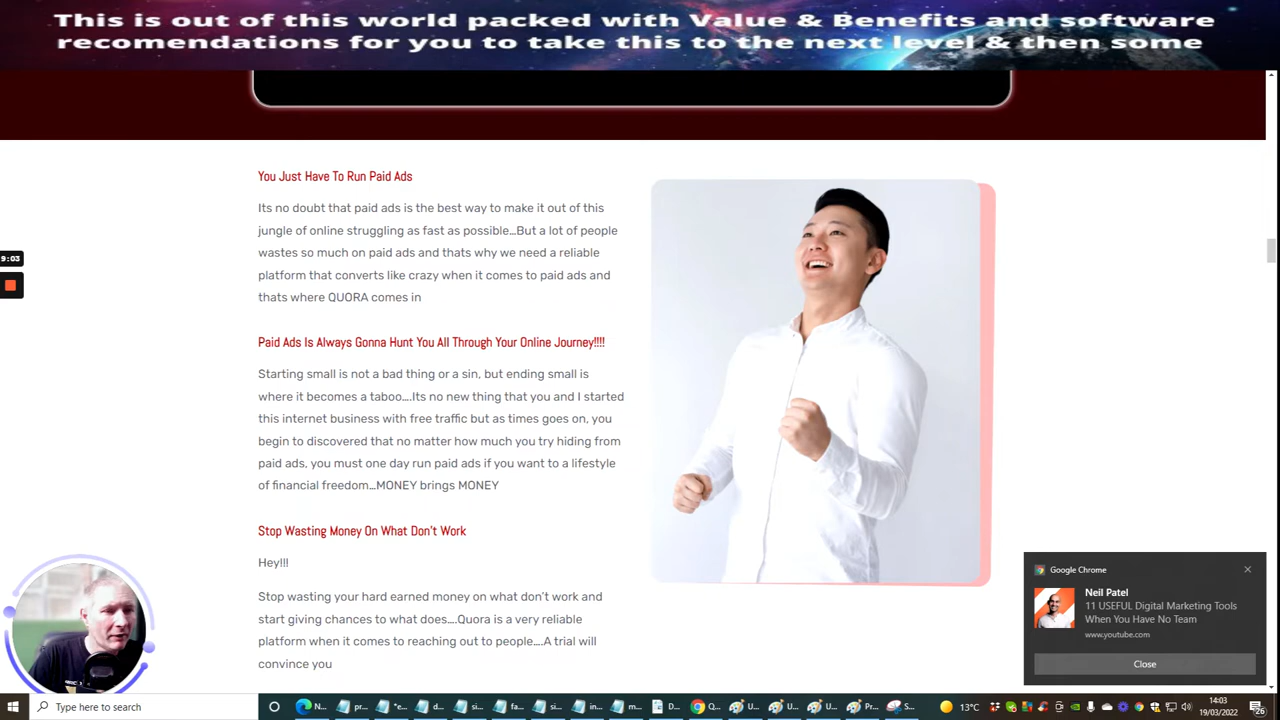 This is out of this world packed with Value & Benefits and software
recomendations for you to take this to the next level & then some
You Just Have To Run Paid Ads
Its no doubt that paid ads is the best way to make it out of this
jungle of online struggling as fast as possible...But a lot of people
wastes so much on paid ads and thats why we need a reliable
platform that converts like crazy when it comes to paid ads and
thats where QUORA comes in
9:03
Paid Ads Is Always Gonna Hunt You All Through Your Online Journey!!!!
Starting small is not a bad thing or a sin, but ending small is
where it becomes a taboo....Its no new thing that you and I started
this internet business with free traffic but as times goes on, you
begin to discovered that no matter how much you try hiding from
paid ads, you must one day run paid ads if you want to a lifestyle
of financial freedom...MONEY brings MONEY
Stop Wasting Money On What Don't Work
Hey!!!
Stop wasting your hard earned money on what don't work and
start giving chances to what does....Quora is a very reliable
platform when it comes to reaching out to people....A trial will
convince you
Google Chrome
Neil Patel
11 USEFUL Digital Marketing Tools
When You Have No Team
www.youtube.com
Close
Type here to search
N...
pr...
"e...
d...
si...
fa...
si...
in...
m...
D...
Q...
U...
U...
Pr...
S...
13°C
14:03
19/03/2022
26